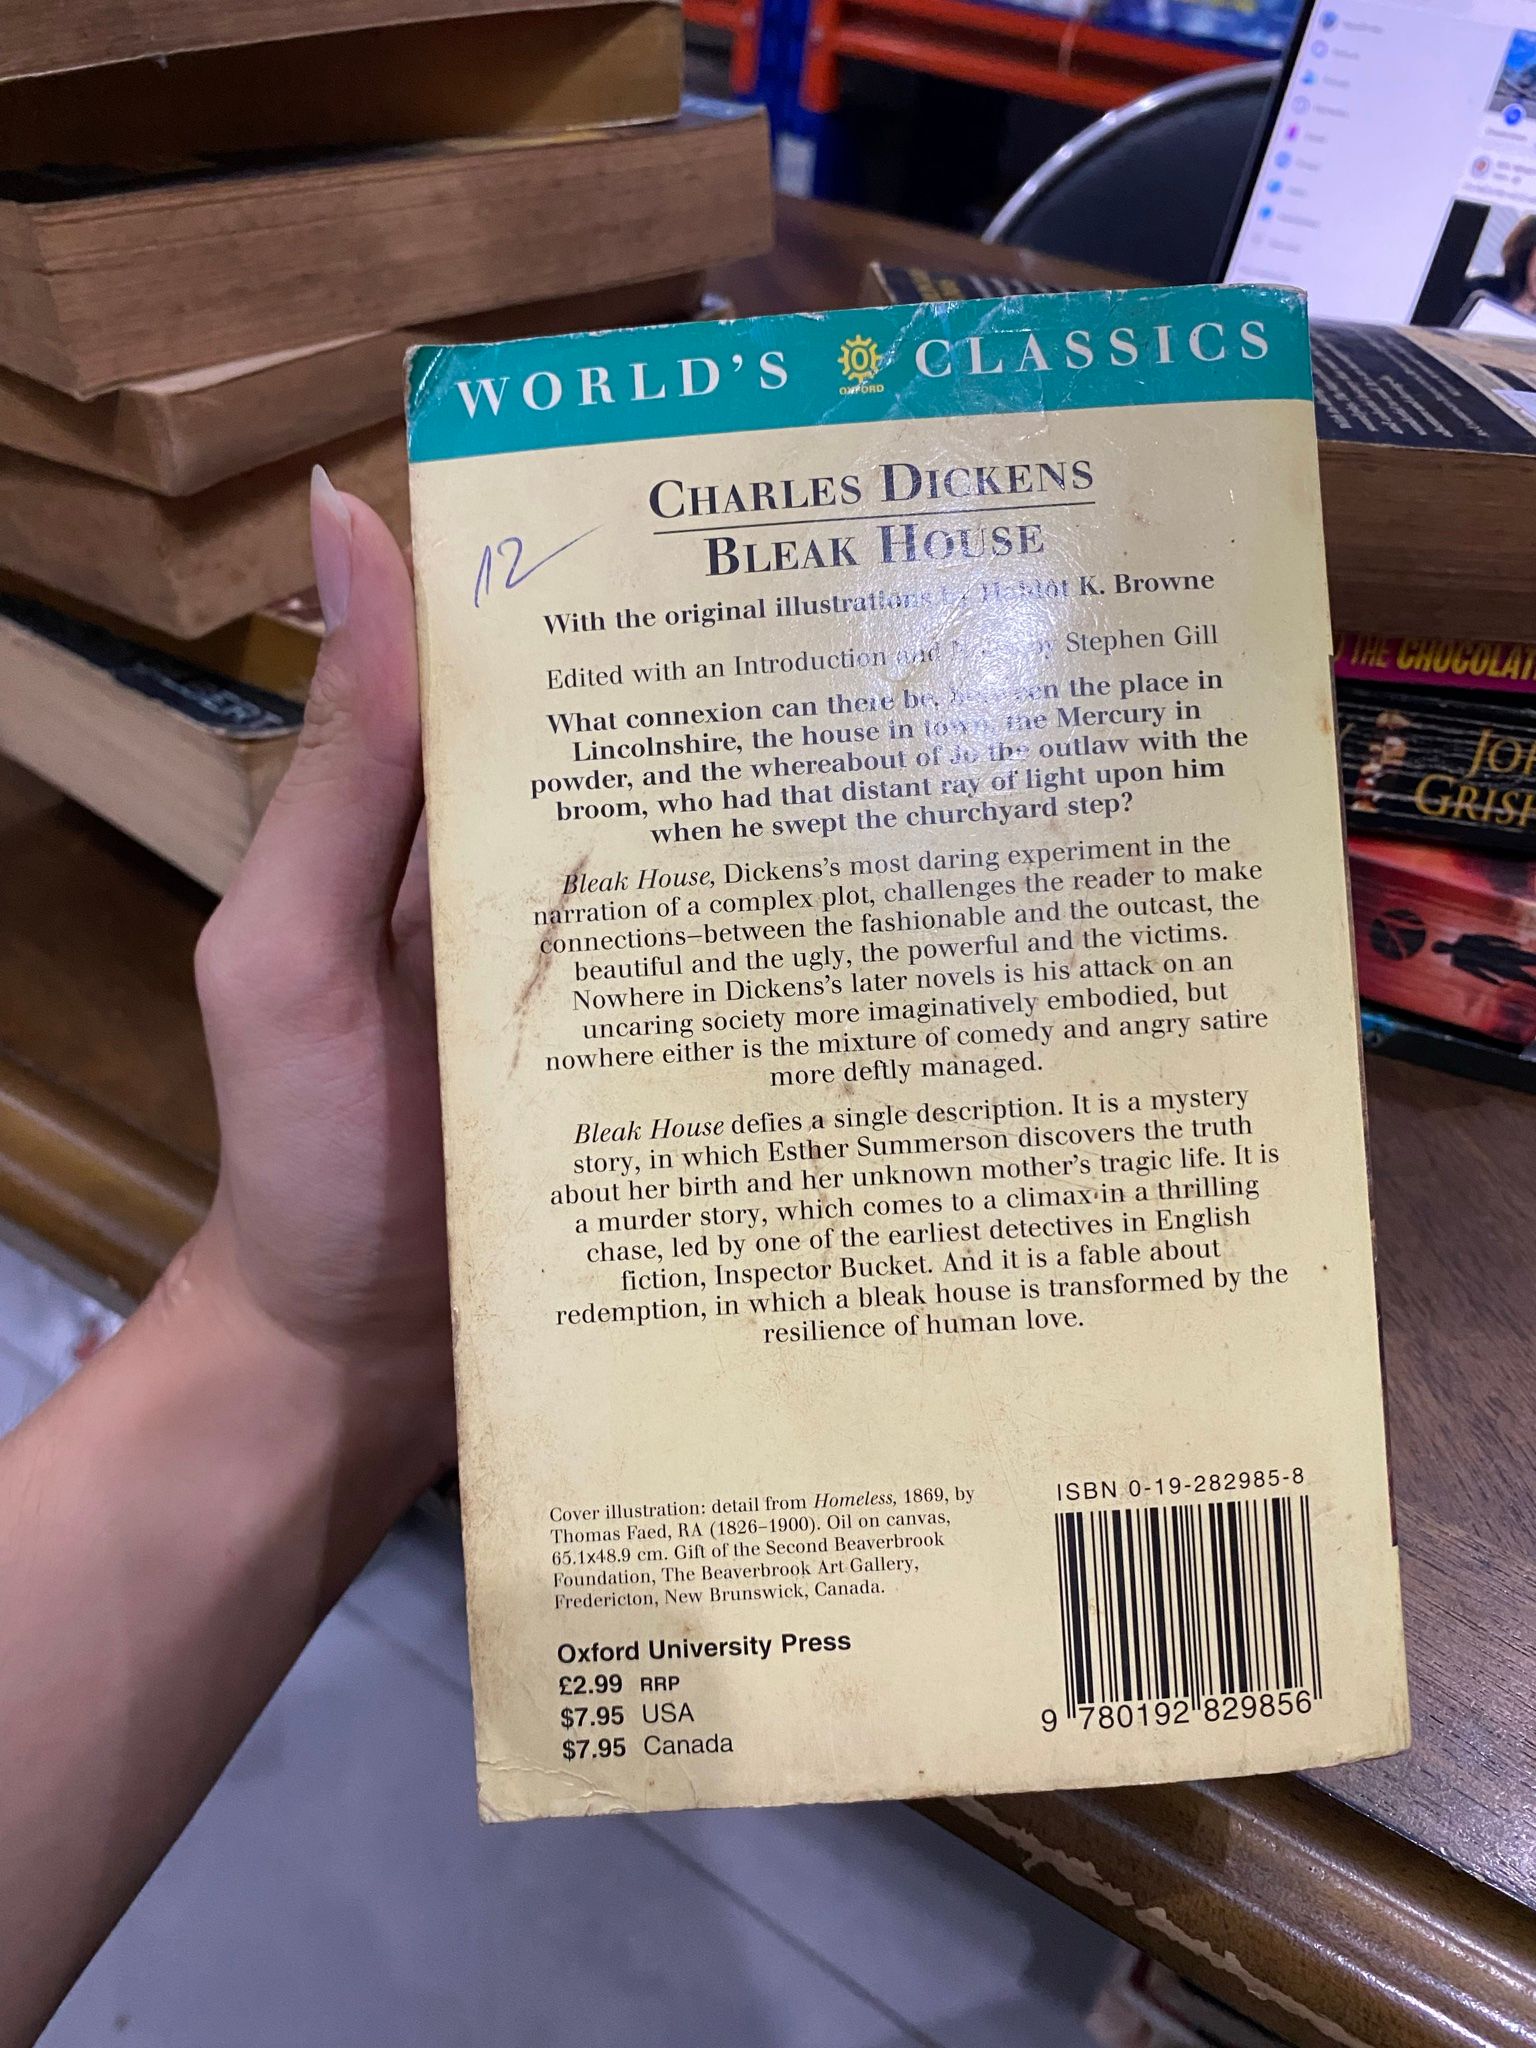 WORLD'S OXFORD CLASSICS
CHARLES DICKENS
BLEAK HOUSE
12
With the original illustrations by Hablot K. Browne
Edited with an Introduction and Notes by Stephen Gill
What connexion can there be, between the place in
Lincolnshire, the house in town, the Mercury in
powder, and the whereabout of Jo the outlaw with the
broom, who had that distant ray of light upon him
when he swept the churchyard step?
Bleak House, Dickens's most daring experiment in the
narration of a complex plot, challenges the reader to make
connections–between the fashionable and the outcast, the
beautiful and the ugly, the powerful and the victims.
Nowhere in Dickens's later novels is his attack on an
uncaring society more imaginatively embodied, but
nowhere either is the mixture of comedy and angry satire
more deftly managed.
Bleak House defies a single description. It is a mystery
story, in which Esther Summerson discovers the truth
about her birth and her unknown mother's tragic life. It is
a murder story, which comes to a climax in a thrilling
chase, led by one of the earliest detectives in English
fiction, Inspector Bucket. And it is a fable about
redemption, in which a bleak house is transformed by the
resilience of human love.
Cover illustration: detail from Homeless, 1869, by
Thomas Faed, RA (1826–1900). Oil on canvas,
65.1x48.9 cm. Gift of the Second Beaverbrook
Foundation, The Beaverbrook Art Gallery,
Fredericton, New Brunswick, Canada.
Oxford University Press
£2.99 RRP
$7.95 USA
$7.95 Canada
ISBN 0-19-282985-8
9 780192 829856
THE CHOCOLAT
JOH
GRISH